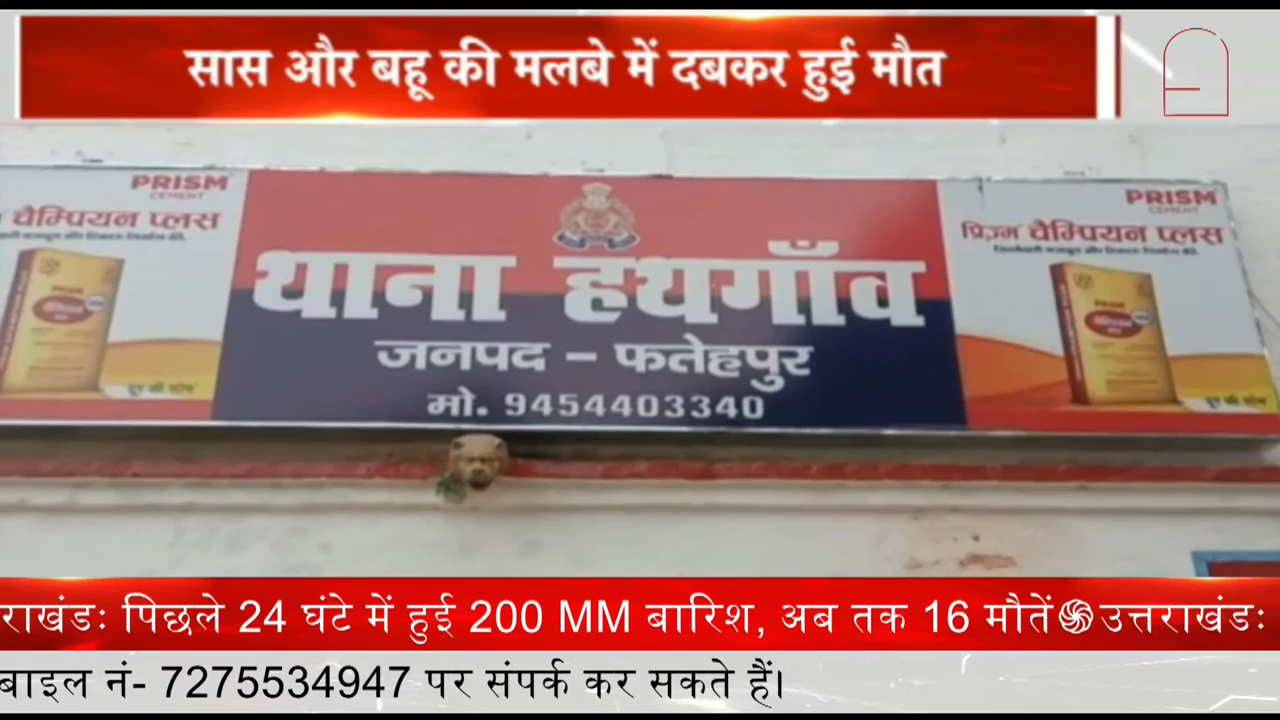 सास और बहू की मलबे में दबकर हुई मौत
PRISM
CEMENT
चैम्पियन प्लस
थाना हथगाँव
जनपद - फतेहपुर
मो. 9454403340
PRISM
CEMENT
प्रिज़्म चैम्पियन प्लस
राखंडः पिछले 24 घंटे में हुई 200 MM बारिश, अब तक 16 मौतें उत्तराखंडः
बाइल नं- 7275534947 पर संपर्क कर सकते हैं।